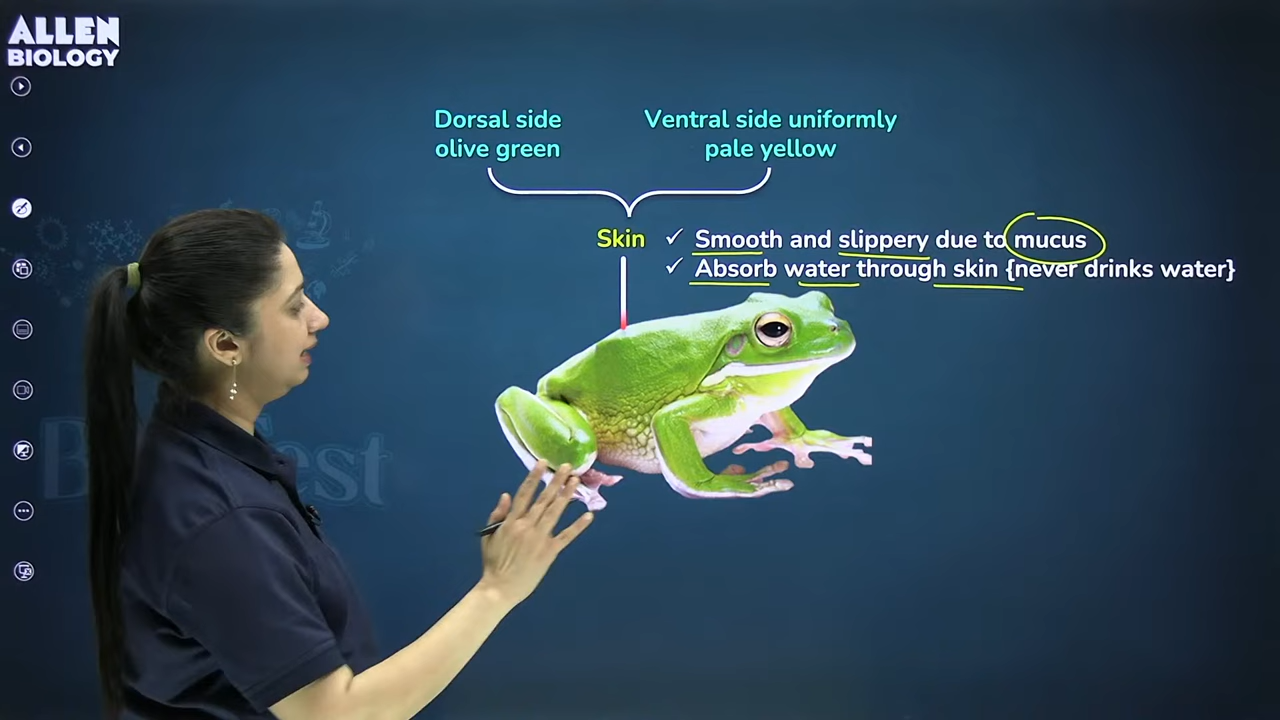 ALLEN
BIOLOGY
Dorsal side
olive green
Ventral side uniformly
pale yellow
Skin
✓ Smooth and slippery due to mucus
✓ Absorb water through skin {never drinks water}